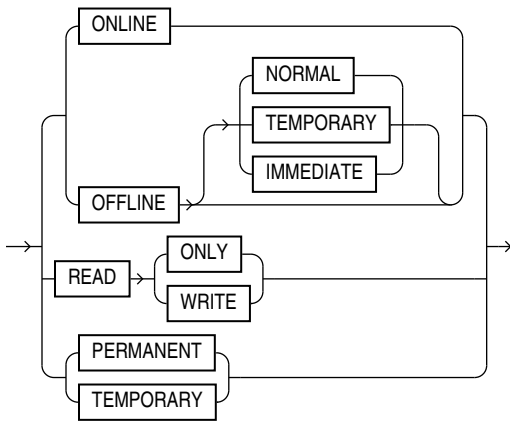 ONLINE
NORMAL
TEMPORARY
IMMEDIATE
OFFLINE
ONLY
READ
WRITE
PERMANENT
TEMPORARY